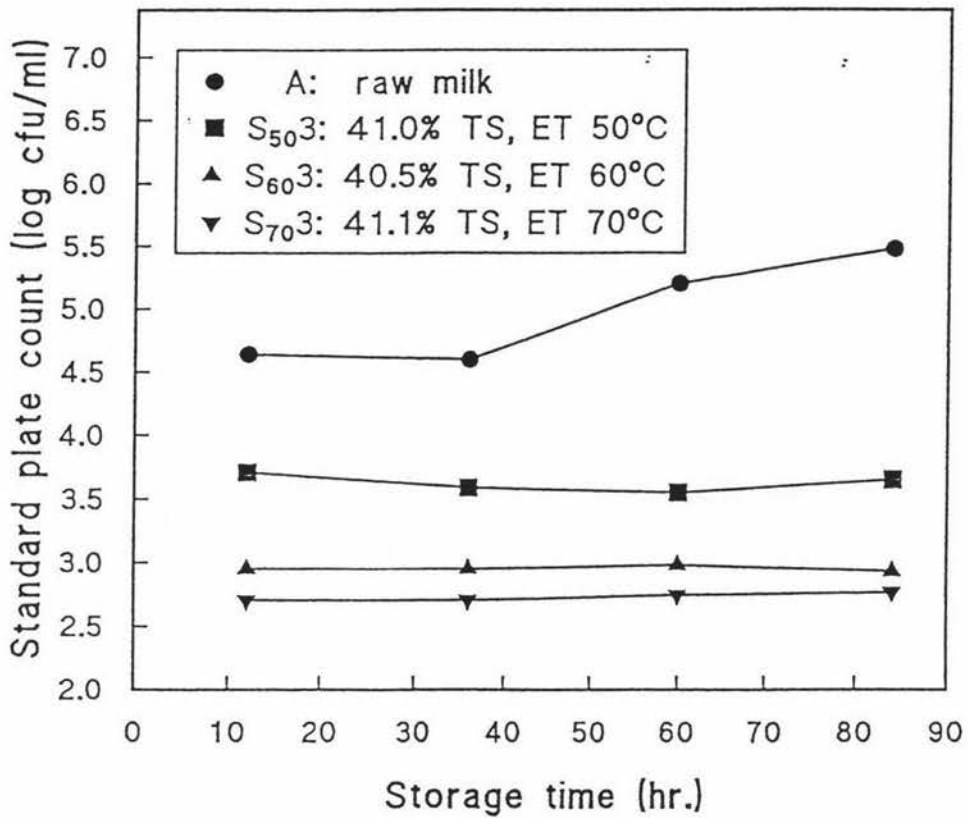 Standard plate count (log cfu/ml)
7.0
6.5
6.0
5.5
5.0
4.5
4.0
3.5
3.0
2.5
2.0
A: raw milk
S₅₀3: 41.0% TS, ET 50°C
S₆₀3: 40.5% TS, ET 60°C
S₇₀3: 41.1% TS, ET 70°C
0 10 20 30 40 50 60 70 80 90
Storage time (hr.)